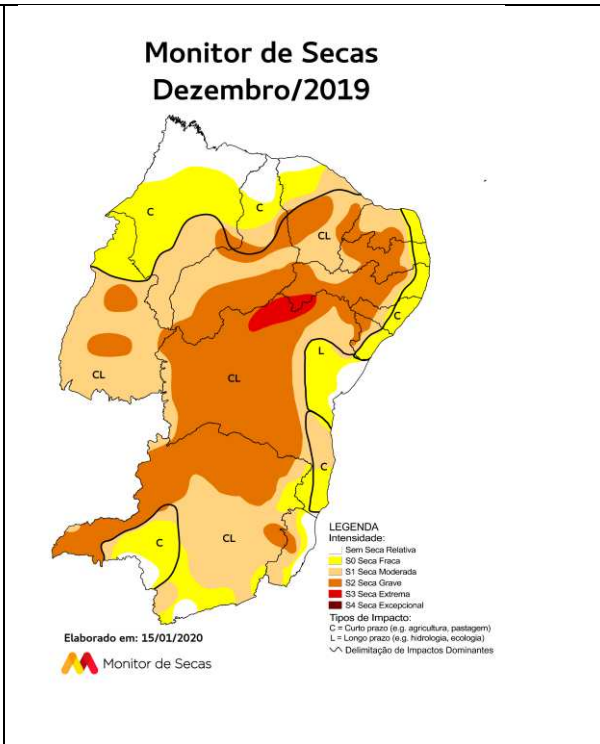 Monitor de Secas
Dezembro/2019
C
C
CL
C
CL
L
CL
C
C
CL
LEGENDA
Intensidade:
Sem Seca Relativa
S0 Seca Fraca
S1 Seca Moderada
S2 Seca Grave
S3 Seca Extrema
S4 Seca Excepcional
Tipos de Impacto:
C = Curto prazo (e.g. agricultura, pastagem)
L = Longo prazo (e.g. hidrologia, ecologia)
Delimitação de Impactos Dominantes
Elaborado em: 15/01/2020
Monitor de Secas